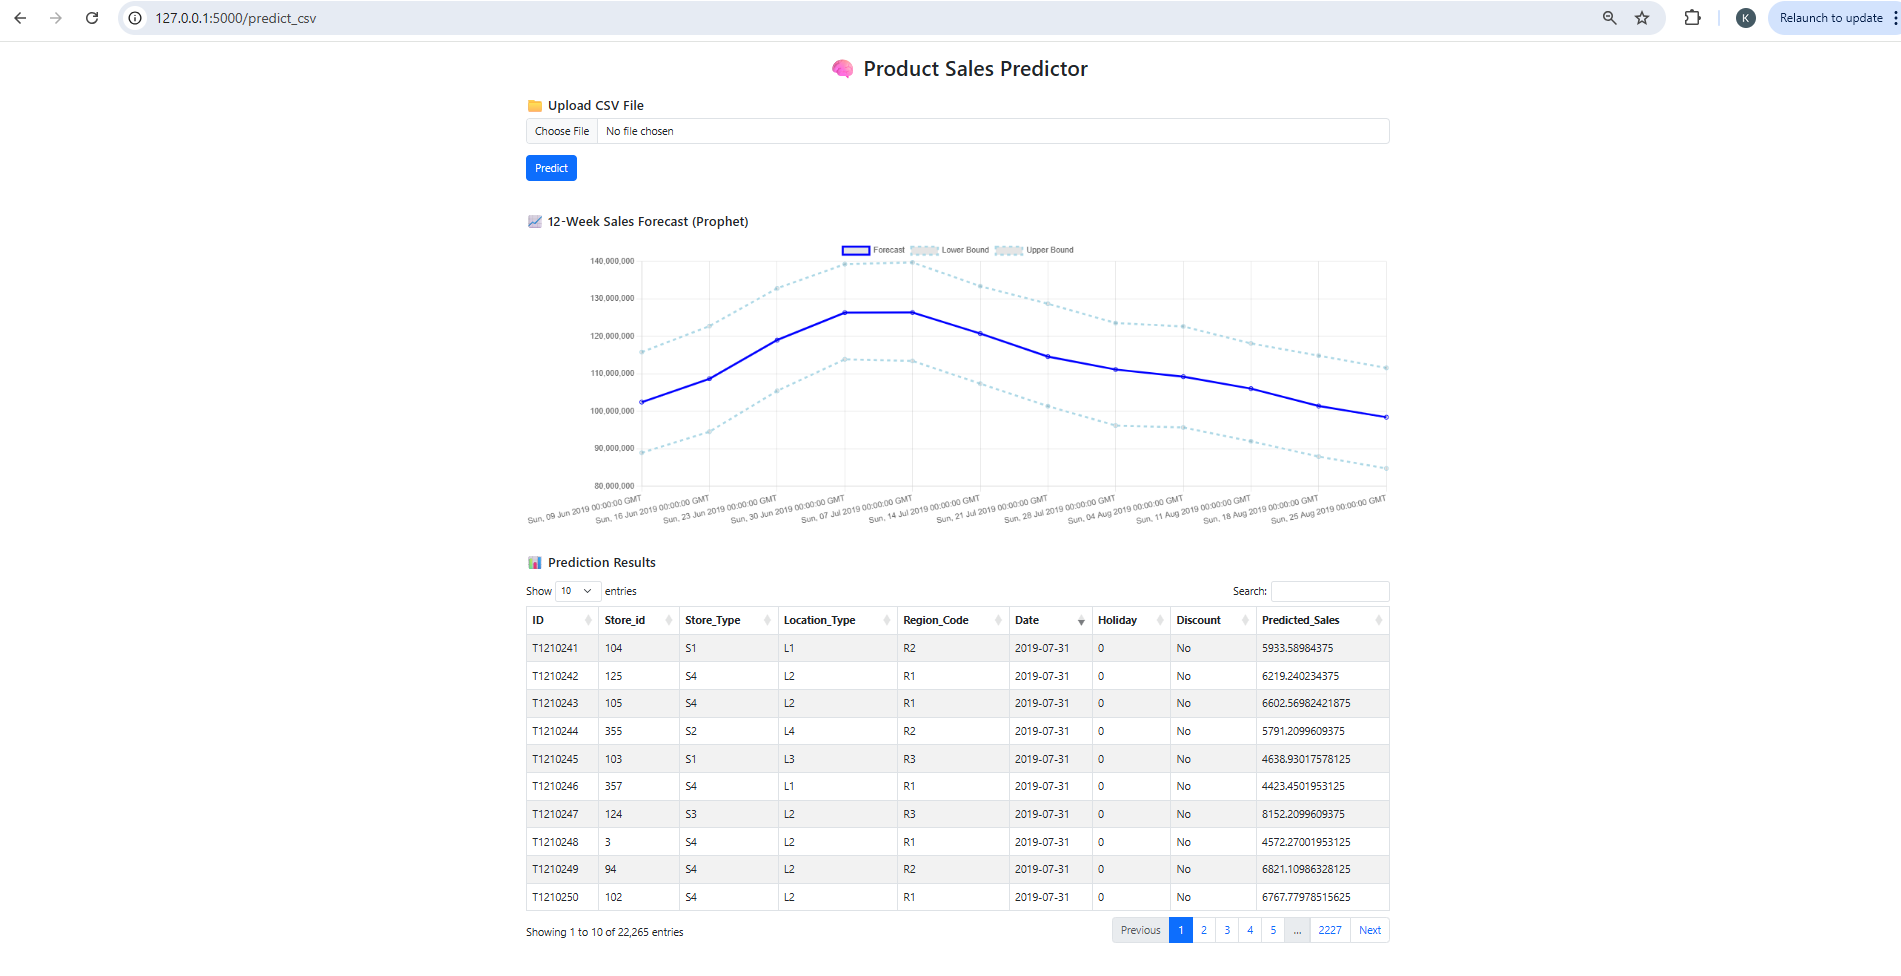 127.0.0.1:5000/predict_csv
K
Relaunch to update
Product Sales Predictor
Upload CSV File
Choose File No file chosen
Predict
12-Week Sales Forecast (Prophet)
Forecast Lower Bound Upper Bound
140,000,000
130,000,000
120,000,000
110,000,000
100,000,000
90,000,000
80,000,000
Sun, 09 Jun 2019 00:00:00 GMT
Sun, 16 Jun 2019 00:00:00 GMT
Sun, 23 Jun 2019 00:00:00 GMT
Sun, 30 Jun 2019 00:00:00 GMT
Sun, 07 Jul 2019 00:00:00 GMT
Sun, 14 Jul 2019 00:00:00 GMT
Sun, 21 Jul 2019 00:00:00 GMT
Sun, 28 Jul 2019 00:00:00 GMT
Sun, 04 Aug 2019 00:00:00 GMT
Sun, 11 Aug 2019 00:00:00 GMT
Sun, 18 Aug 2019 00:00:00 GMT
Sun, 25 Aug 2019 00:00:00 GMT
Prediction Results
Show 10 entries Search:
ID Store_id Store_Type Location_Type Region_Code Date Holiday Discount Predicted_Sales
T1210241 104 S1 L1 R2 2019-07-31 0 No 5933.58984375
T1210242 125 S4 L2 R1 2019-07-31 0 No 6219.240234375
T1210243 105 S4 L2 R1 2019-07-31 0 No 6602.56982421875
T1210244 355 S2 L4 R2 2019-07-31 0 No 5791.2099609375
T1210245 103 S1 L3 R3 2019-07-31 0 No 4638.93017578125
T1210246 357 S4 L1 R1 2019-07-31 0 No 4423.4501953125
T1210247 124 S3 L2 R3 2019-07-31 0 No 8152.2099609375
T1210248 3 S4 L2 R1 2019-07-31 0 No 4572.27001953125
T1210249 94 S4 L2 R2 2019-07-31 0 No 6821.10986328125
T1210250 102 S4 L2 R1 2019-07-31 0 No 6767.77978515625
Showing 1 to 10 of 22,265 entries
Previous 1 2 3 4 5 ... 2227 Next